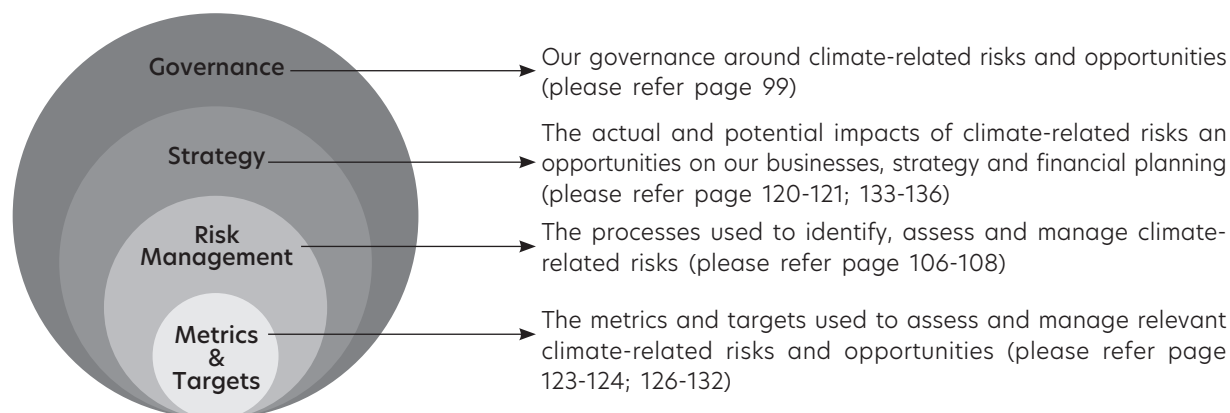 Governance
Our governance around climate-related risks and opportunities
(please refer page 99)
Strategy
The actual and potential impacts of climate-related risks an
opportunities on our businesses, strategy and financial planning
(please refer page 120-121; 133-136)
Risk
Management
The processes used to identify, assess and manage climate-
related risks (please refer page 106-108)
Metrics
&
Targets
The metrics and targets used to assess and manage relevant
climate-related risks and opportunities (please refer page
123-124; 126-132)